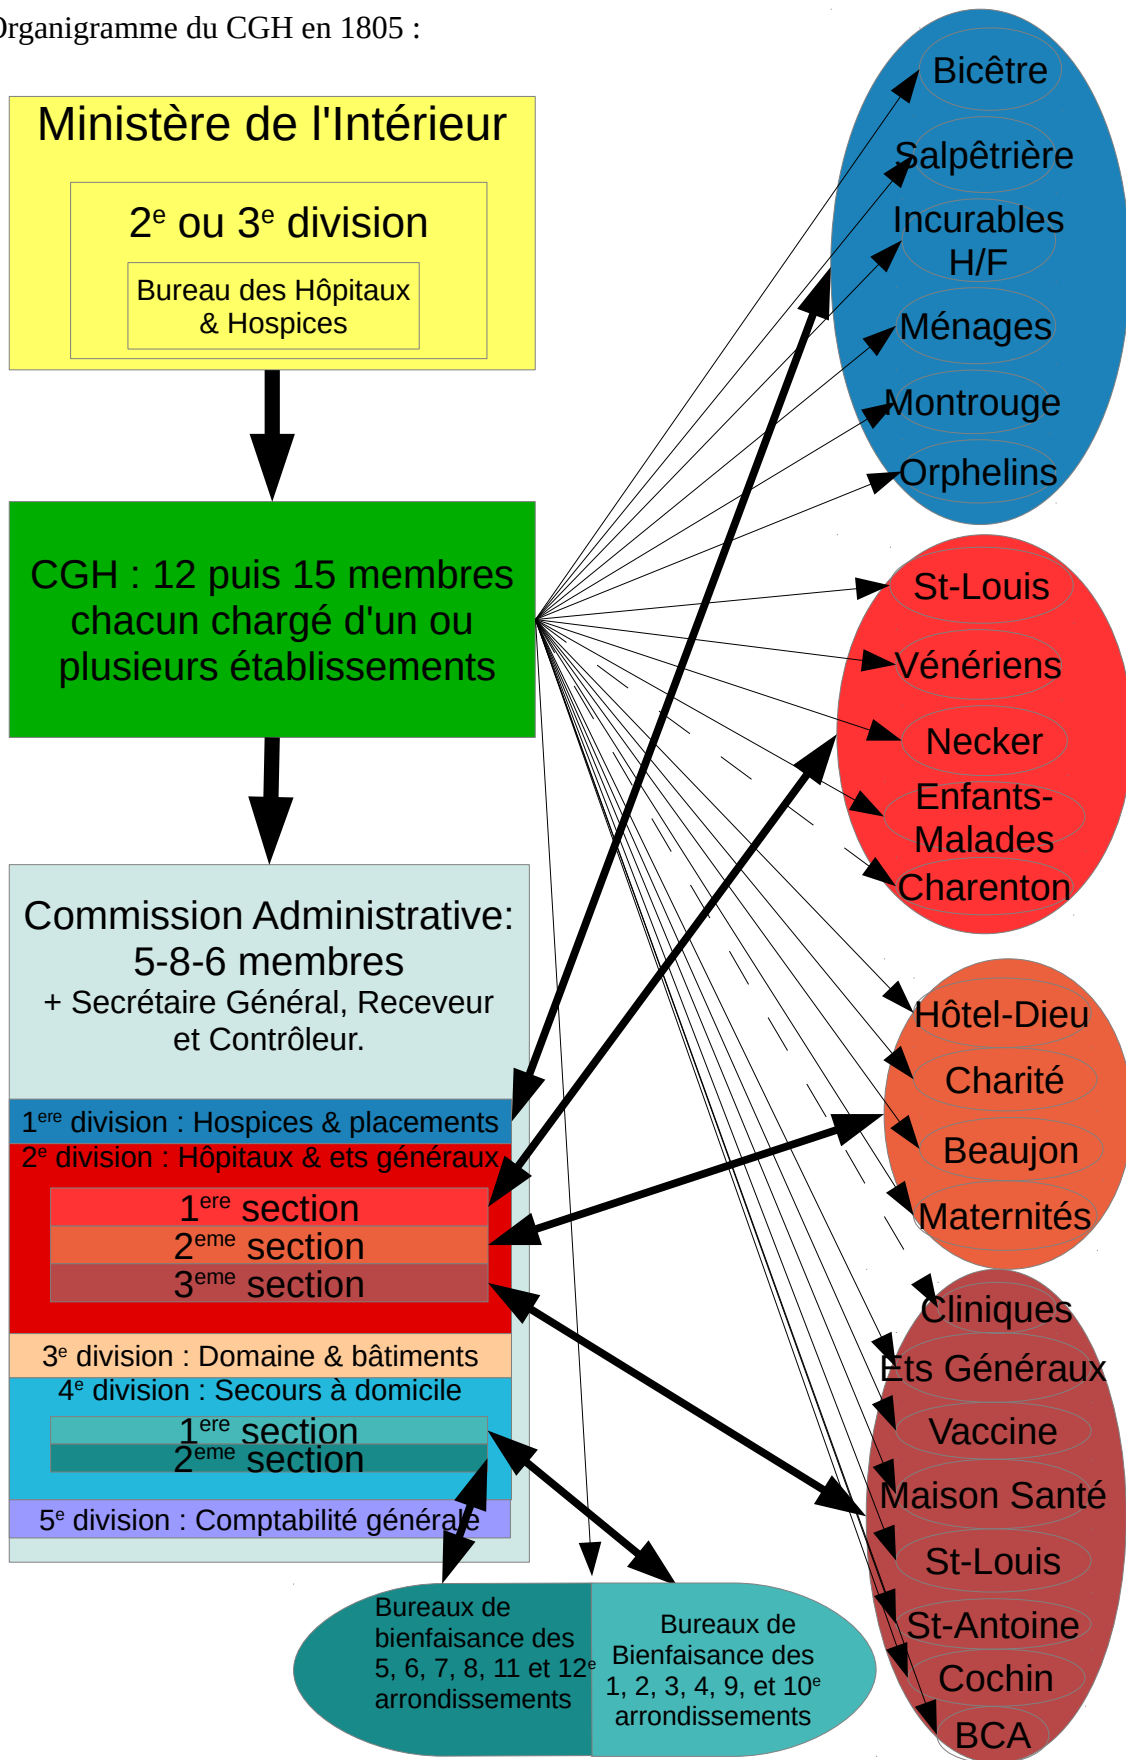 Organigramme du CGH en 1805 :
Ministère de l'Intérieur
2e ou 3e division
Bureau des Hôpitaux
& Hospices
CGH : 12 puis 15 membres
chacun chargé d'un ou
plusieurs établissements
Commission Administrative:
5-8-6 membres
+ Secrétaire Général, Receveur
et Contrôleur.
1ere division : Hospices & placements
2e division : Hôpitaux & ets généraux
1ere section
2eme section
3eme section
3e division : Domaine & bâtiments
4e division : Secours à domicile
1ere section
2eme section
5e division : Comptabilité générale
Bureaux de
bienfaisance des
5, 6, 7, 8, 11 et 12e
arrondissements
Bureaux de
Bienfaisance des
1, 2, 3, 4, 9, et 10e
arrondissements
Bicêtre
Salpêtrière
Incurables
H/F
Ménages
Montrouge
Orphelins
St-Louis
Vénériens
Necker
Enfants-
Malades
Charenton
Hôtel-Dieu
Charité
Beaujon
Maternités
Cliniques
Ets Généraux
Vaccine
Maison Santé
St-Louis
St-Antoine
Cochin
BCA